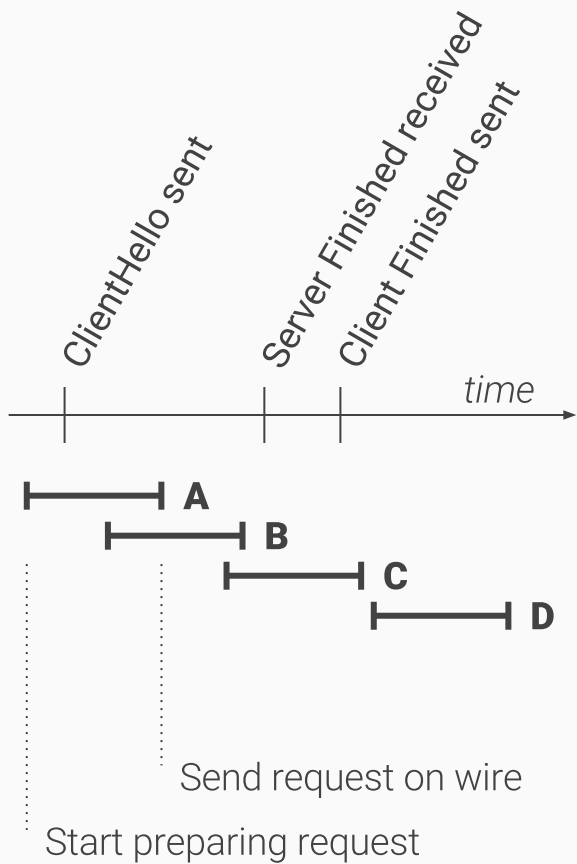 ClientHello sent
Server Finished received
Client Finished sent
time
A
B
C
D
Send request on wire
Start preparing request